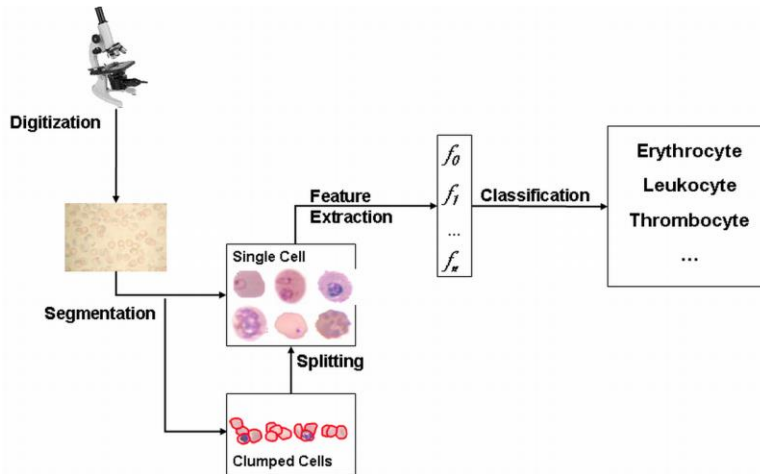 Digitization
Segmentation
Single Cell
Splitting
Clumped Cells
Feature
Extraction
f0
f1
...
fn
Classification
Erythrocyte
Leukocyte
Thrombocyte
...